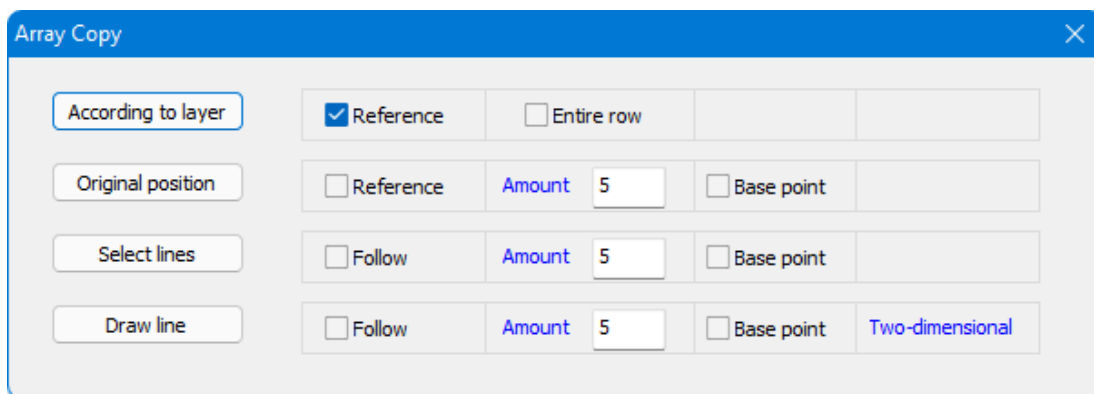 Array Copy
According to layer Reference Entire row
Original position Reference Amount 5 Base point
Select lines Follow Amount 5 Base point
Draw line Follow Amount 5 Base point Two-dimensional